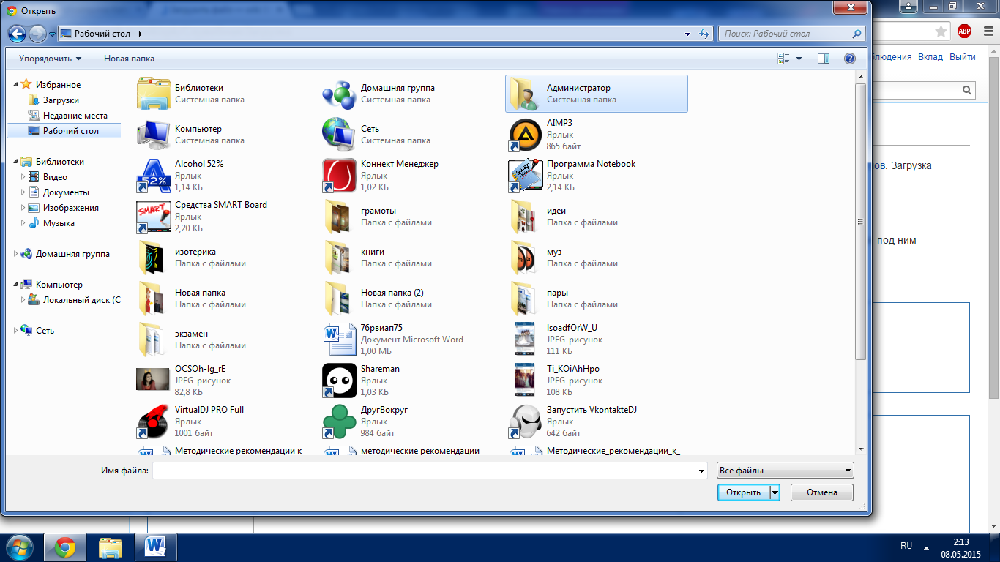 Открыть
Рабочий стол
Поиск: Рабочий стол
ABP
Упорядочить
Новая папка
блюдения Вклад Выйти
Избранное
Загрузки
Недавние места
Рабочий стол
Библиотеки
Видео
Документы
Изображения
Музыка
Домашняя группа
Компьютер
Локальный диск (C
Сеть
Библиотеки
Системная папка
Домашняя группа
Системная папка
Администратор
Системная папка
Компьютер
Системная папка
Сеть
Системная папка
AIMP3
Ярлык
865 байт
Alcohol 52%
Ярлык
1,14 КБ
Коннект Менеджер
Ярлык
1,02 КБ
Программа Notebook
Ярлык
2,14 КБ
Средства SMART Board
Ярлык
2,20 КБ
грамоты
Папка с файлами
идеи
Папка с файлами
изотерика
Папка с файлами
книги
Папка с файлами
муз
Папка с файлами
Новая папка
Папка с файлами
Новая папка (2)
Папка с файлами
пары
Папка с файлами
экзамен
Папка с файлами
7брвиап75
Документ Microsoft Word
1,00 МБ
IsoadfOrW_U
JPEG-рисунок
111 КБ
OCSOh-Ig_rE
JPEG-рисунок
82,8 КБ
Shareman
Ярлык
1,03 КБ
Ti_KOiAhHpo
JPEG-рисунок
108 КБ
VirtualDJ PRO Full
Ярлык
1001 байт
ДругВокруг
Ярлык
984 байт
Запустить VkontakteDJ
Ярлык
642 байт
Методические рекомендации к
методические рекомендации
Методические_рекомендации_к_
ов. Загрузка
под ним
Имя файла:
Все файлы
Открыть
Отмена
RU
2:13
08.05.2015